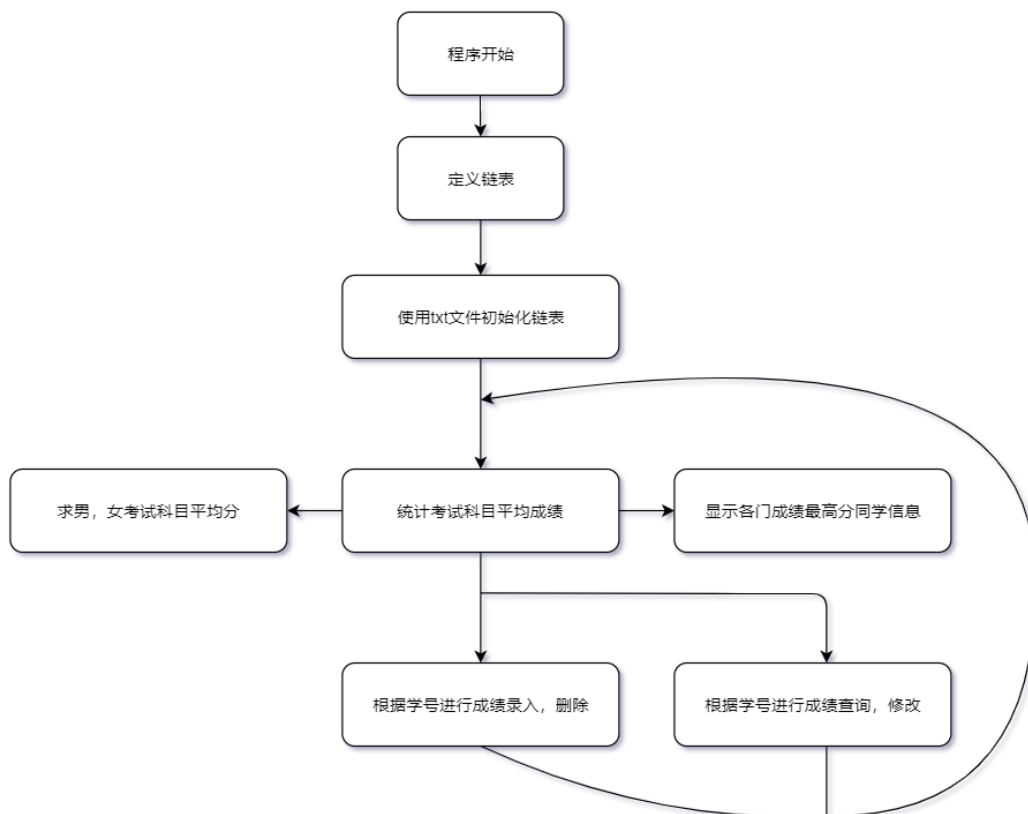 程序开始
定义链表
使用txt文件初始化链表
求男，女考试科目平均分
统计考试科目平均成绩
显示各门成绩最高分同学信息
根据学号进行成绩录入，删除
根据学号进行成绩查询，修改